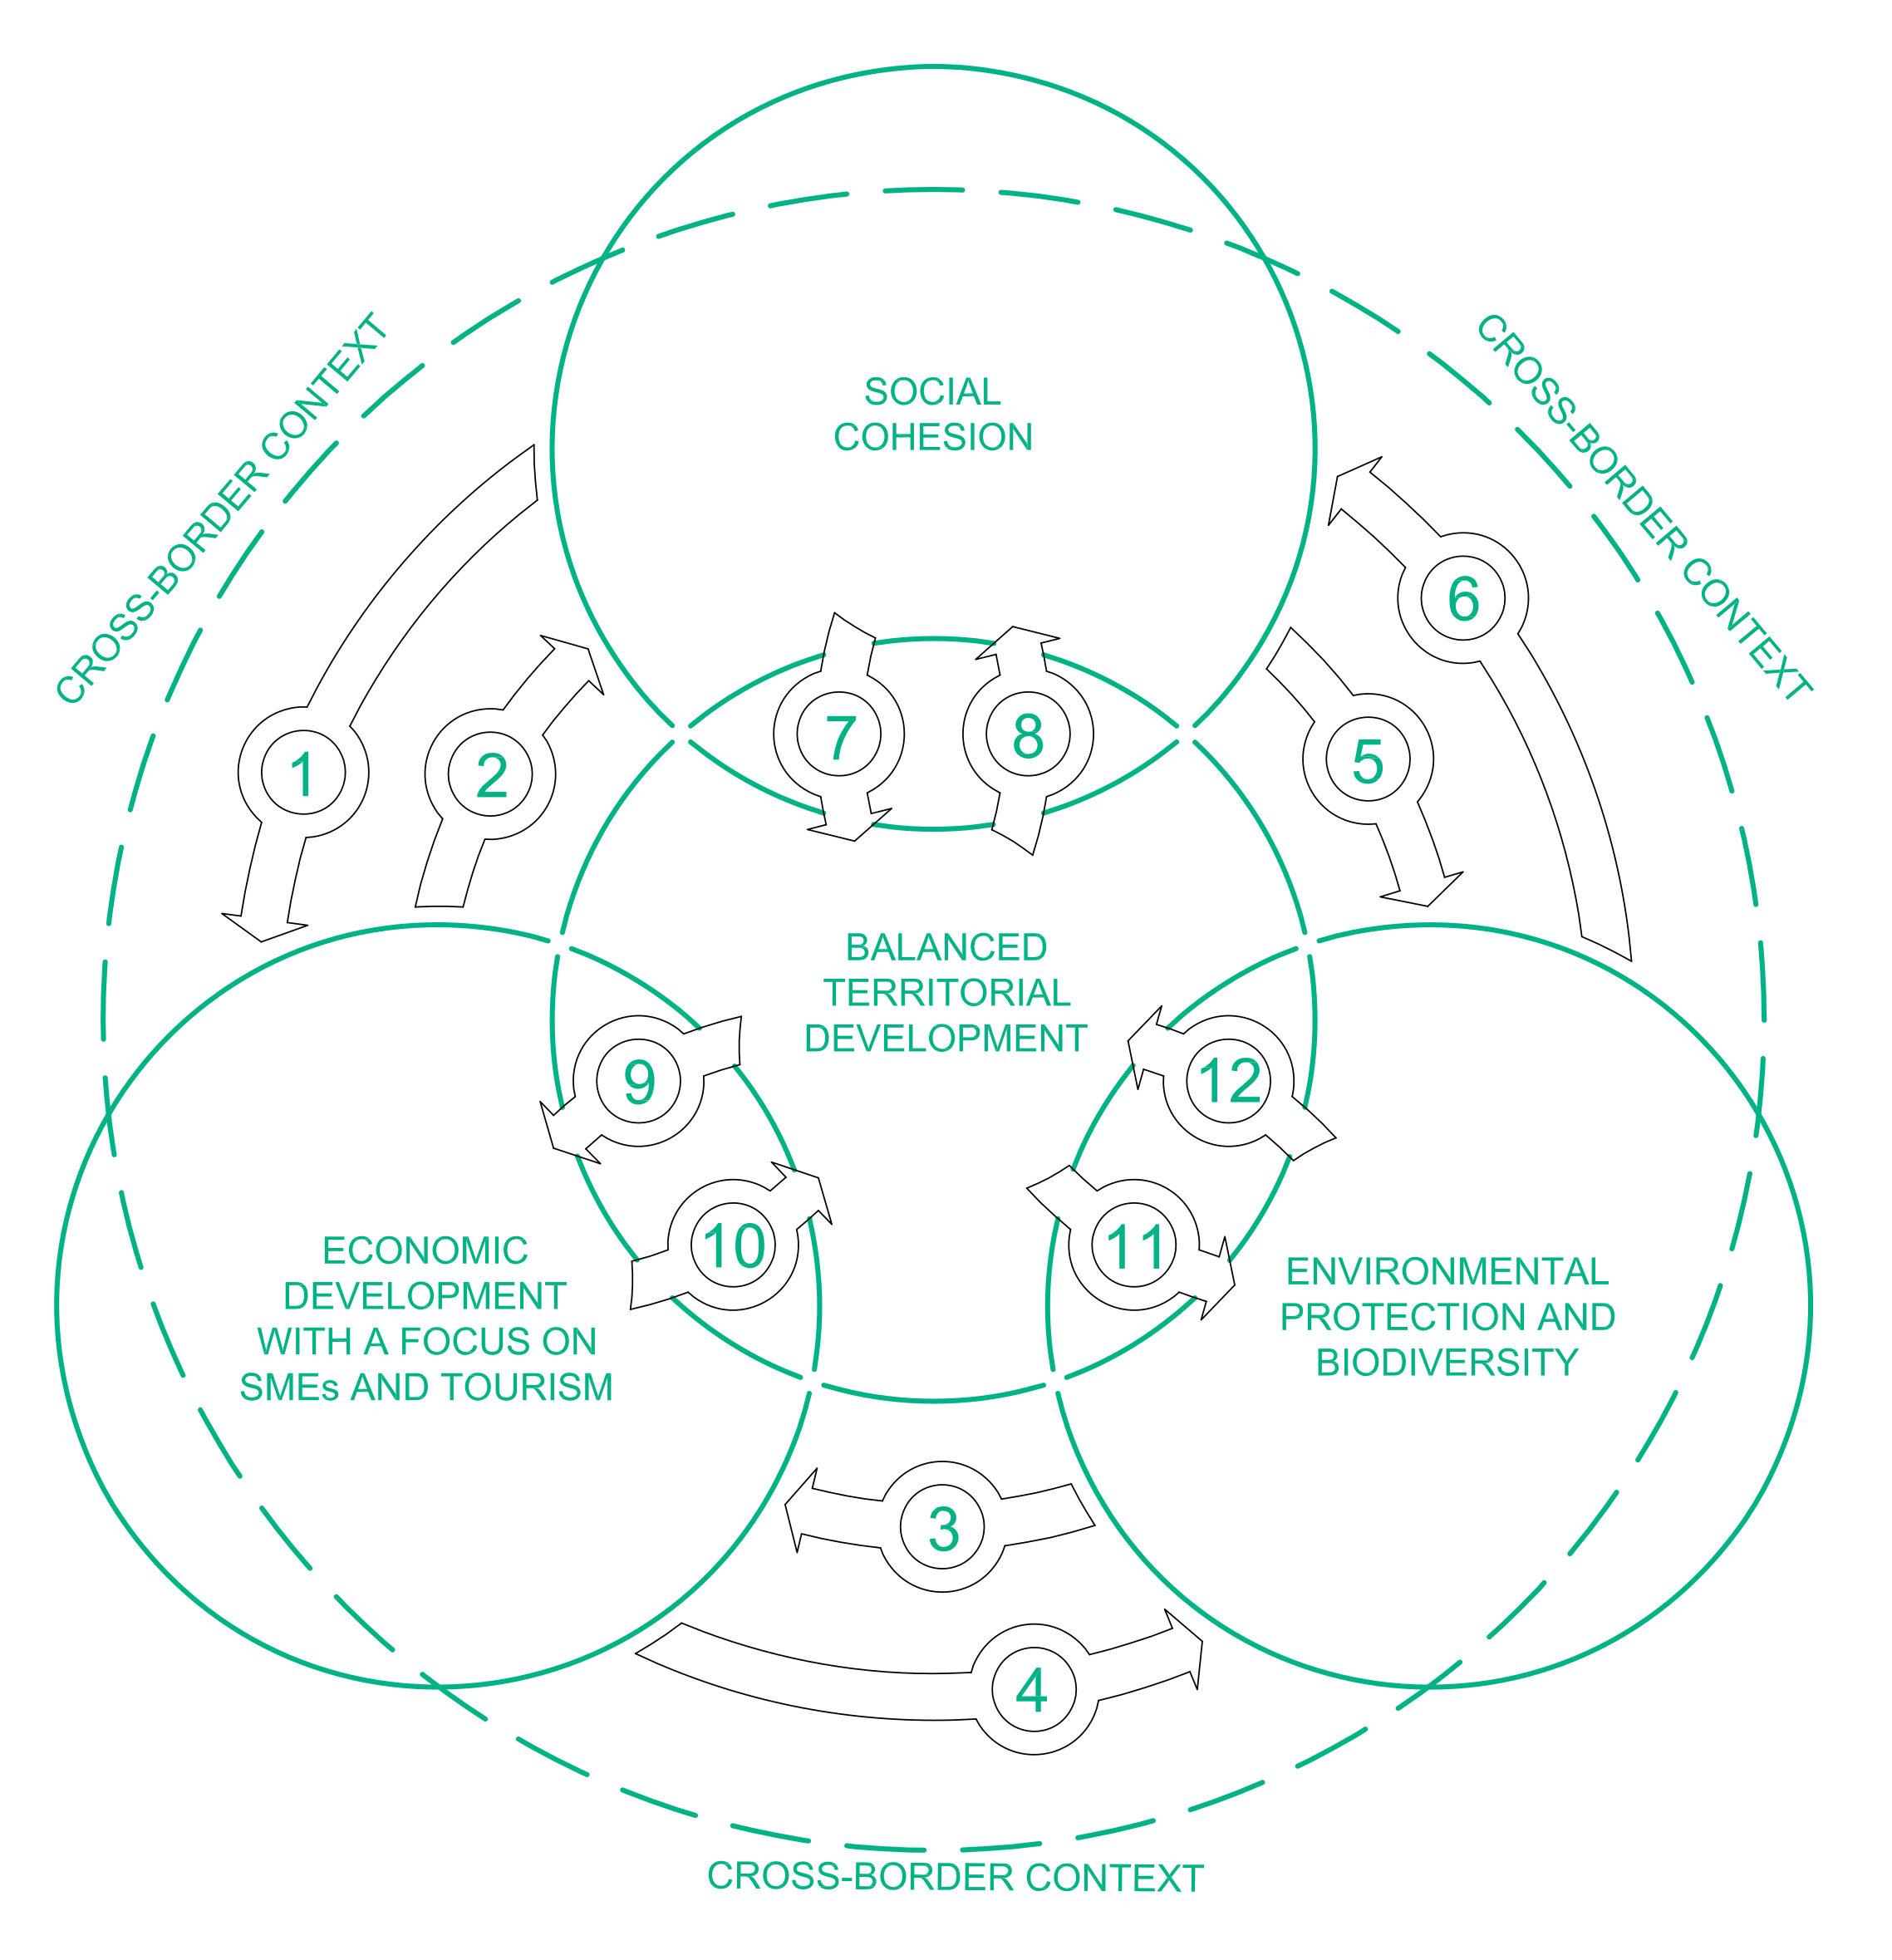 CROSS-BORDER CONTEXT
CROSS-BORDER CONTEXT
SOCIAL
COHESION
6
1
2
7
8
5
BALANCED
TERRITORIAL
DEVELOPMENT
9
12
10
11
ECONOMIC
DEVELOPMENT
WITH A FOCUS ON
SMEs AND TOURISM
ENVIRONMENTAL
PROTECTION AND
BIODIVERSITY
3
4
CROSS-BORDER CONTEXT